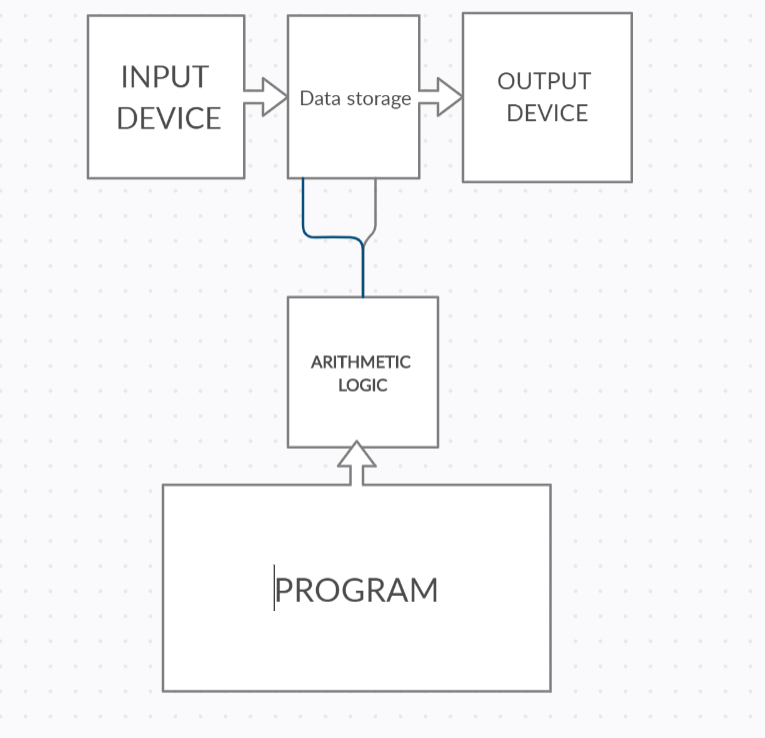 INPUT
DEVICE
Data storage
OUTPUT
DEVICE
ARITHMETIC
LOGIC
PROGRAM